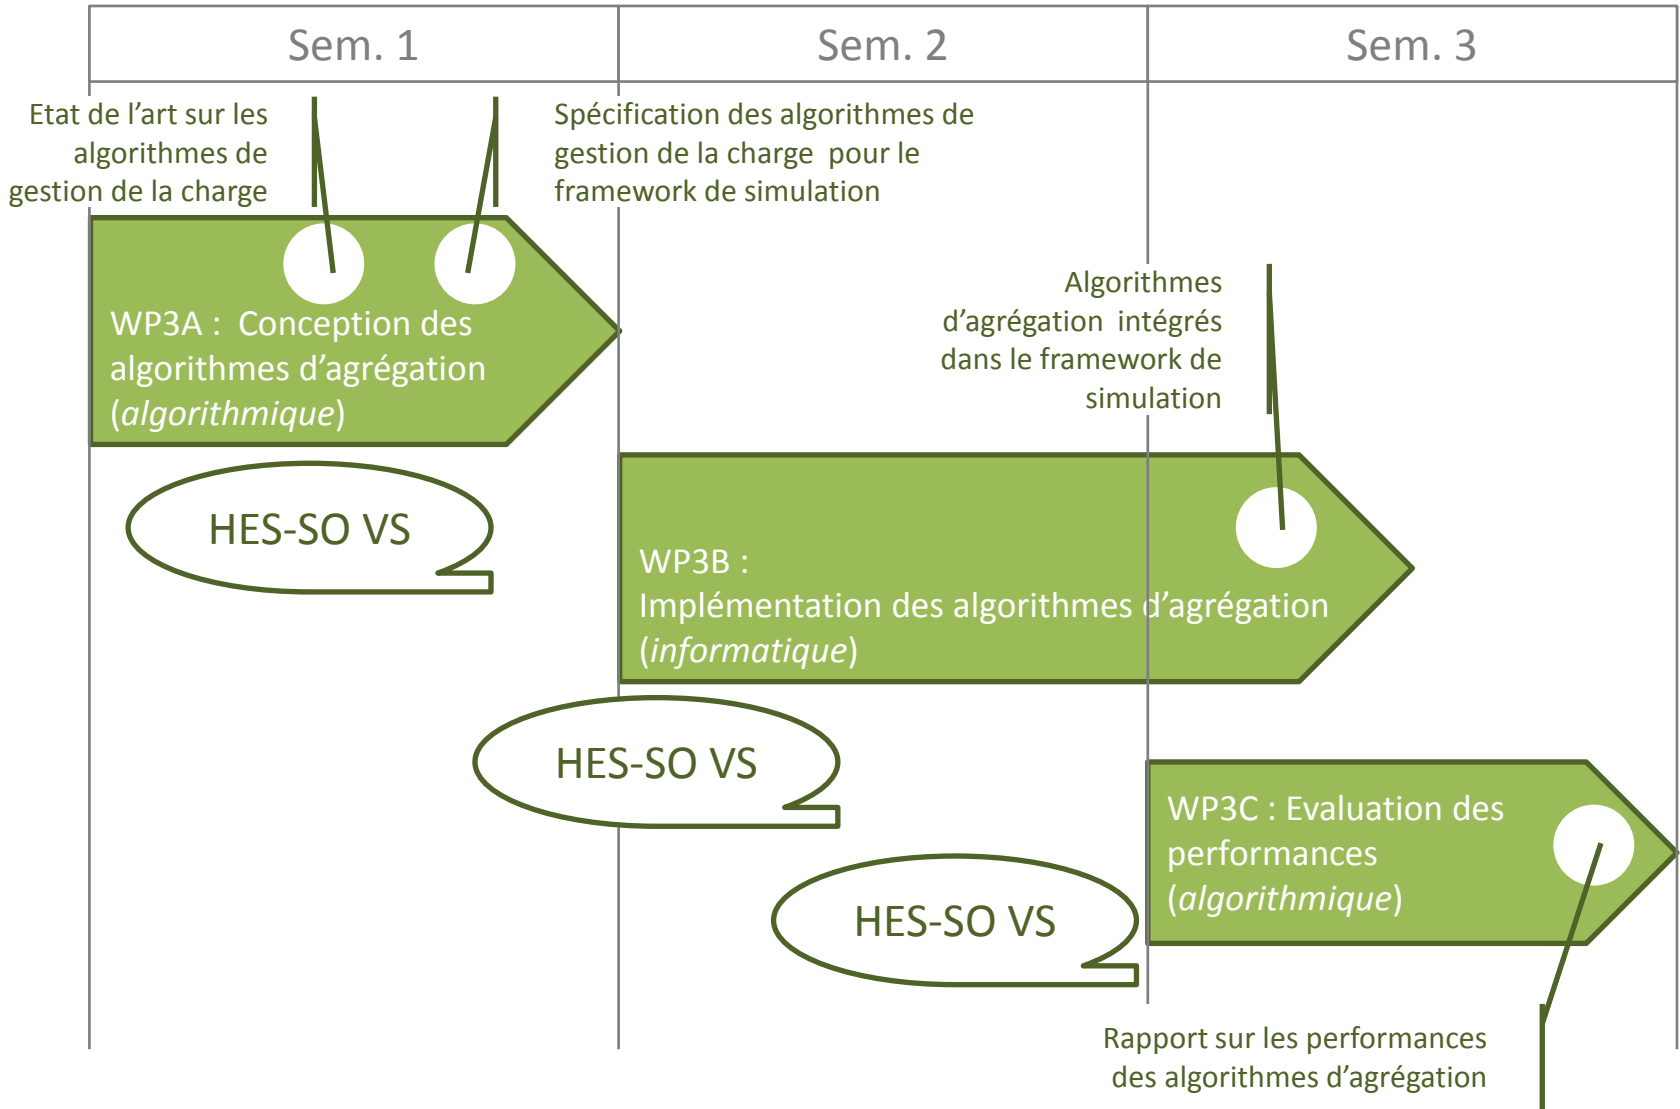 Sem. 1
Sem. 2
Sem. 3
Etat de l’art sur les
algorithmes de
gestion de la charge
Spécification des algorithmes de
gestion de la charge pour le
framework de simulation
WP3A : Conception des
algorithmes d’agrégation
(algorithmique)
HES-SO VS
Algorithmes
d’agrégation intégrés
dans le framework de
simulation
WP3B :
Implémentation des algorithmes d’agrégation
(informatique)
HES-SO VS
WP3C : Evaluation des
performances
(algorithmique)
HES-SO VS
Rapport sur les performances
des algorithmes d’agrégation